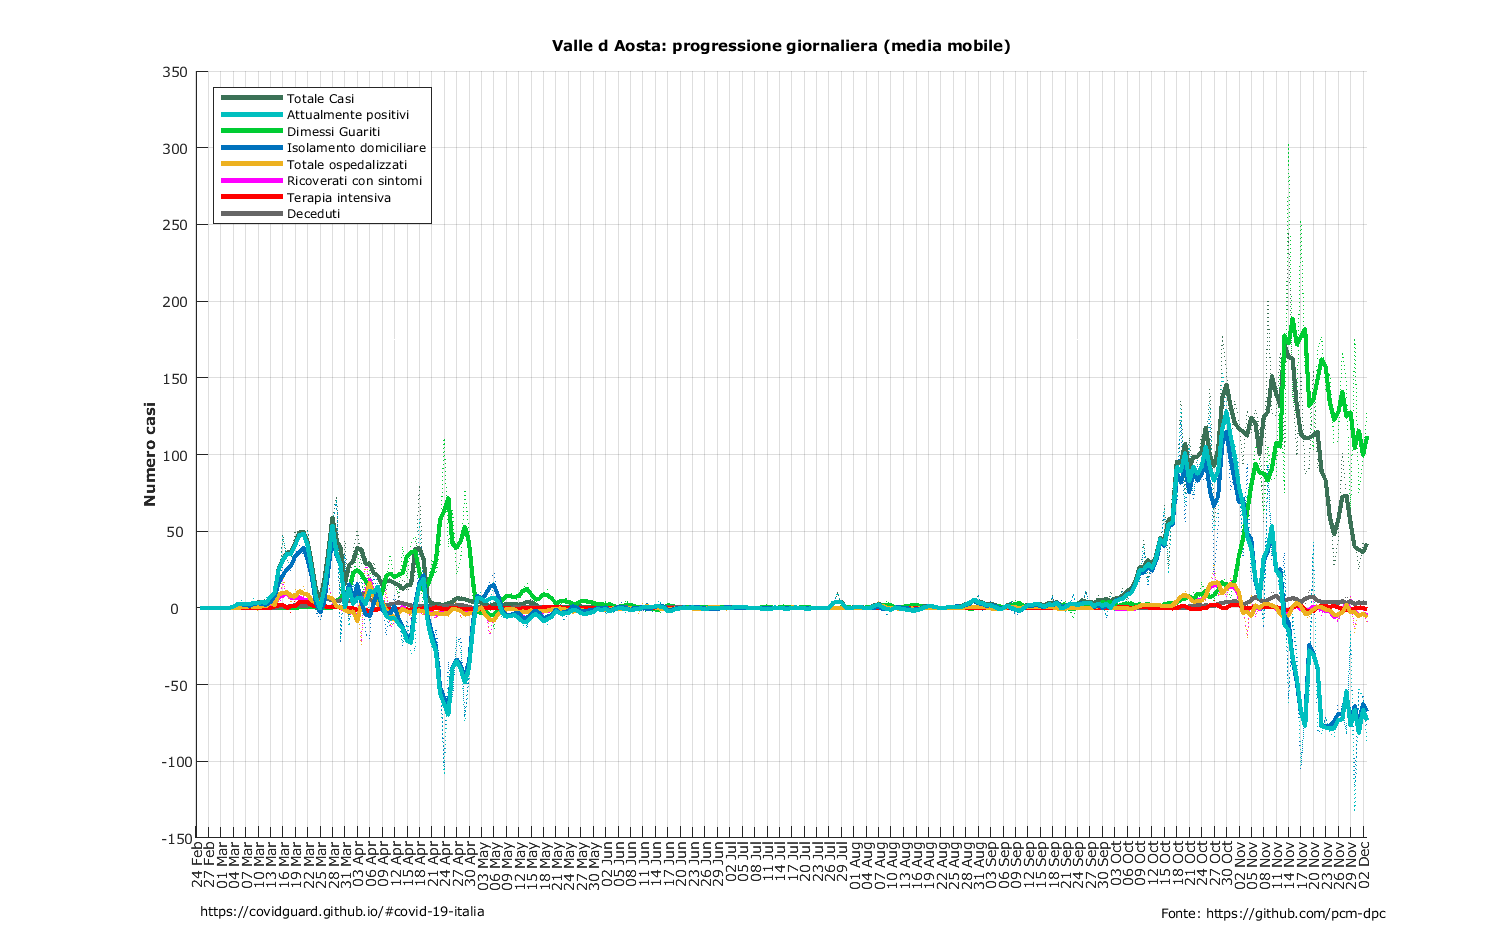 Valle d Aosta: progressione giornaliera (media mobile)
Numero casi
350
300
250
200
150
100
50
0
-50
-100
-150
Totale Casi
Attualmente positivi
Dimessi Guariti
Isolamento domiciliare
Totale ospedalizzati
Ricoverati con sintomi
Terapia intensiva
Deceduti
24 Feb
27 Feb
01 Mar
04 Mar
07 Mar
10 Mar
13 Mar
16 Mar
19 Mar
22 Mar
25 Mar
28 Mar
31 Mar
03 Apr
06 Apr
09 Apr
12 Apr
15 Apr
18 Apr
21 Apr
24 Apr
27 Apr
30 Apr
03 May
06 May
09 May
12 May
15 May
18 May
21 May
24 May
27 May
30 May
02 Jun
05 Jun
08 Jun
11 Jun
14 Jun
17 Jun
20 Jun
23 Jun
26 Jun
29 Jun
02 Jul
05 Jul
08 Jul
11 Jul
14 Jul
17 Jul
20 Jul
23 Jul
26 Jul
29 Jul
01 Aug
04 Aug
07 Aug
10 Aug
13 Aug
16 Aug
19 Aug
22 Aug
25 Aug
28 Aug
31 Aug
03 Sep
06 Sep
09 Sep
12 Sep
15 Sep
18 Sep
21 Sep
24 Sep
27 Sep
30 Sep
03 Oct
06 Oct
09 Oct
12 Oct
15 Oct
18 Oct
21 Oct
24 Oct
27 Oct
30 Oct
02 Nov
05 Nov
08 Nov
11 Nov
14 Nov
17 Nov
20 Nov
23 Nov
26 Nov
29 Nov
02 Dec
https://covidguard.github.io/#covid-19-italia
Fonte: https://github.com/pcm-dpc